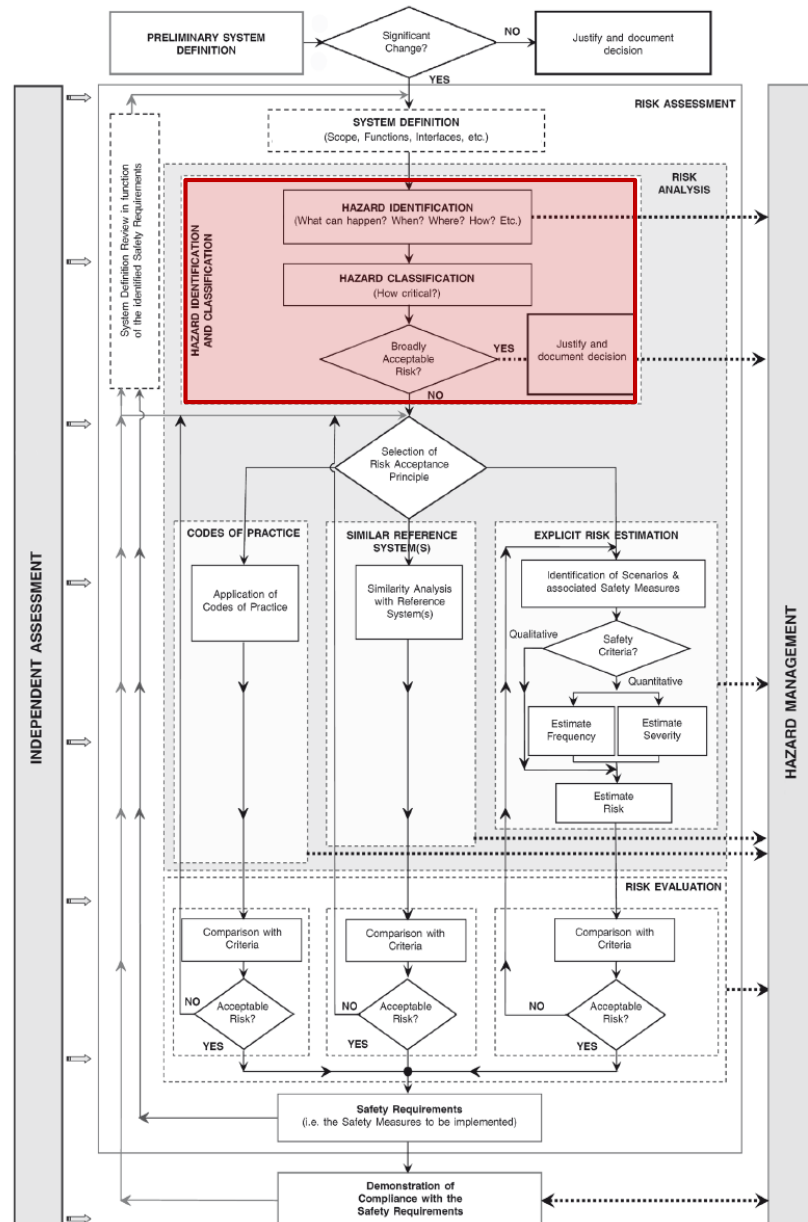 PRELIMINARY SYSTEM
DEFINITION
Significant
Change?
NO
Justify and document
decision
YES
RISK ASSESSMENT
SYSTEM DEFINITION
(Scope, Functions, Interfaces, etc.)
System Definition Review in function
of the identified Safety Requirements
RISK
ANALYSIS
HAZARD IDENTIFICATION
AND CLASSIFICATION
HAZARD IDENTIFICATION
(What can happen? When? Where? How? Etc.)
HAZARD CLASSIFICATION
(How critical?)
Broadly
Acceptable
Risk?
YES
Justify and
document decision
NO
Selection of
Risk Acceptance
Principle
CODES OF PRACTICE
Application of
Codes of Practice
SIMILAR REFERENCE
SYSTEM(S)
Similarity Analysis
with Reference
System(s)
EXPLICIT RISK ESTIMATION
Identification of Scenarios &
associated Safety Measures
Qualitative
Safety
Criteria?
Quantitative
Estimate
Frequency
Estimate
Severity
Estimate
Risk
RISK EVALUATION
Comparison with
Criteria
NO
Acceptable
Risk?
YES
Comparison with
Criteria
NO
Acceptable
Risk?
YES
Comparison with
Criteria
NO
Acceptable
Risk?
YES
Safety Requirements
(i.e. the Safety Measures to be implemented)
Demonstration of
Compliance with the
Safety Requirements
INDEPENDENT ASSESSMENT
HAZARD MANAGEMENT